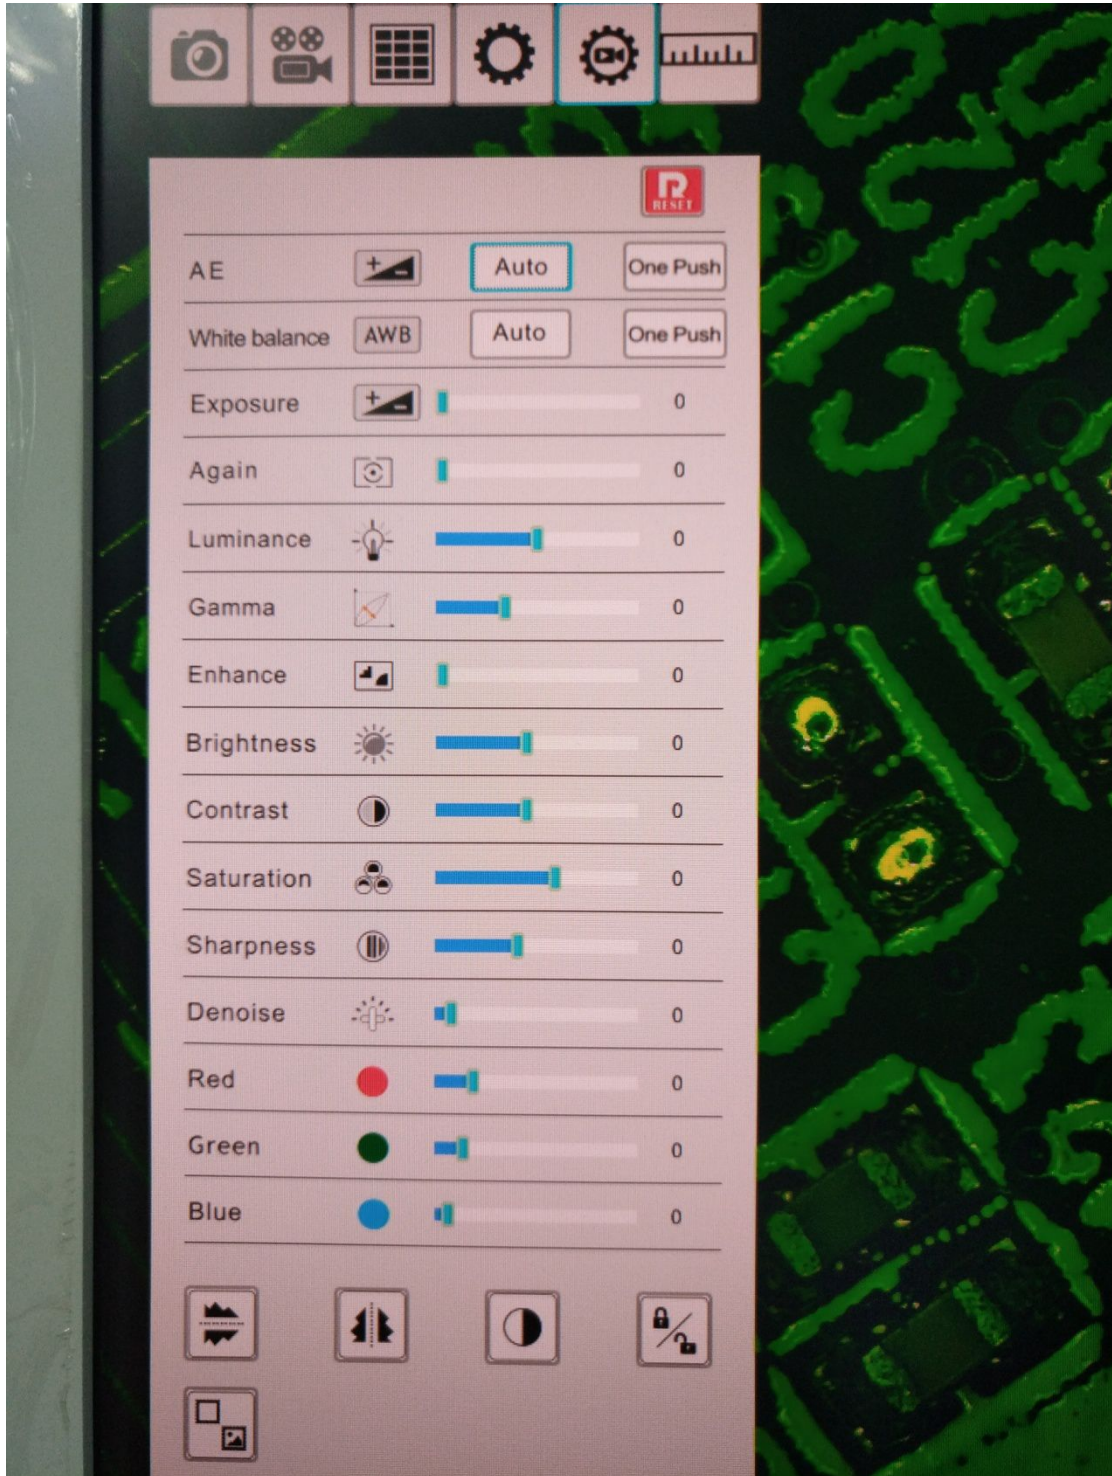 RESET
AE Auto One Push
White balance AWB Auto One Push
Exposure 0
Again 0
Luminance 0
Gamma 0
Enhance 0
Brightness 0
Contrast 0
Saturation 0
Sharpness 0
Denoise 0
Red 0
Green 0
Blue 0